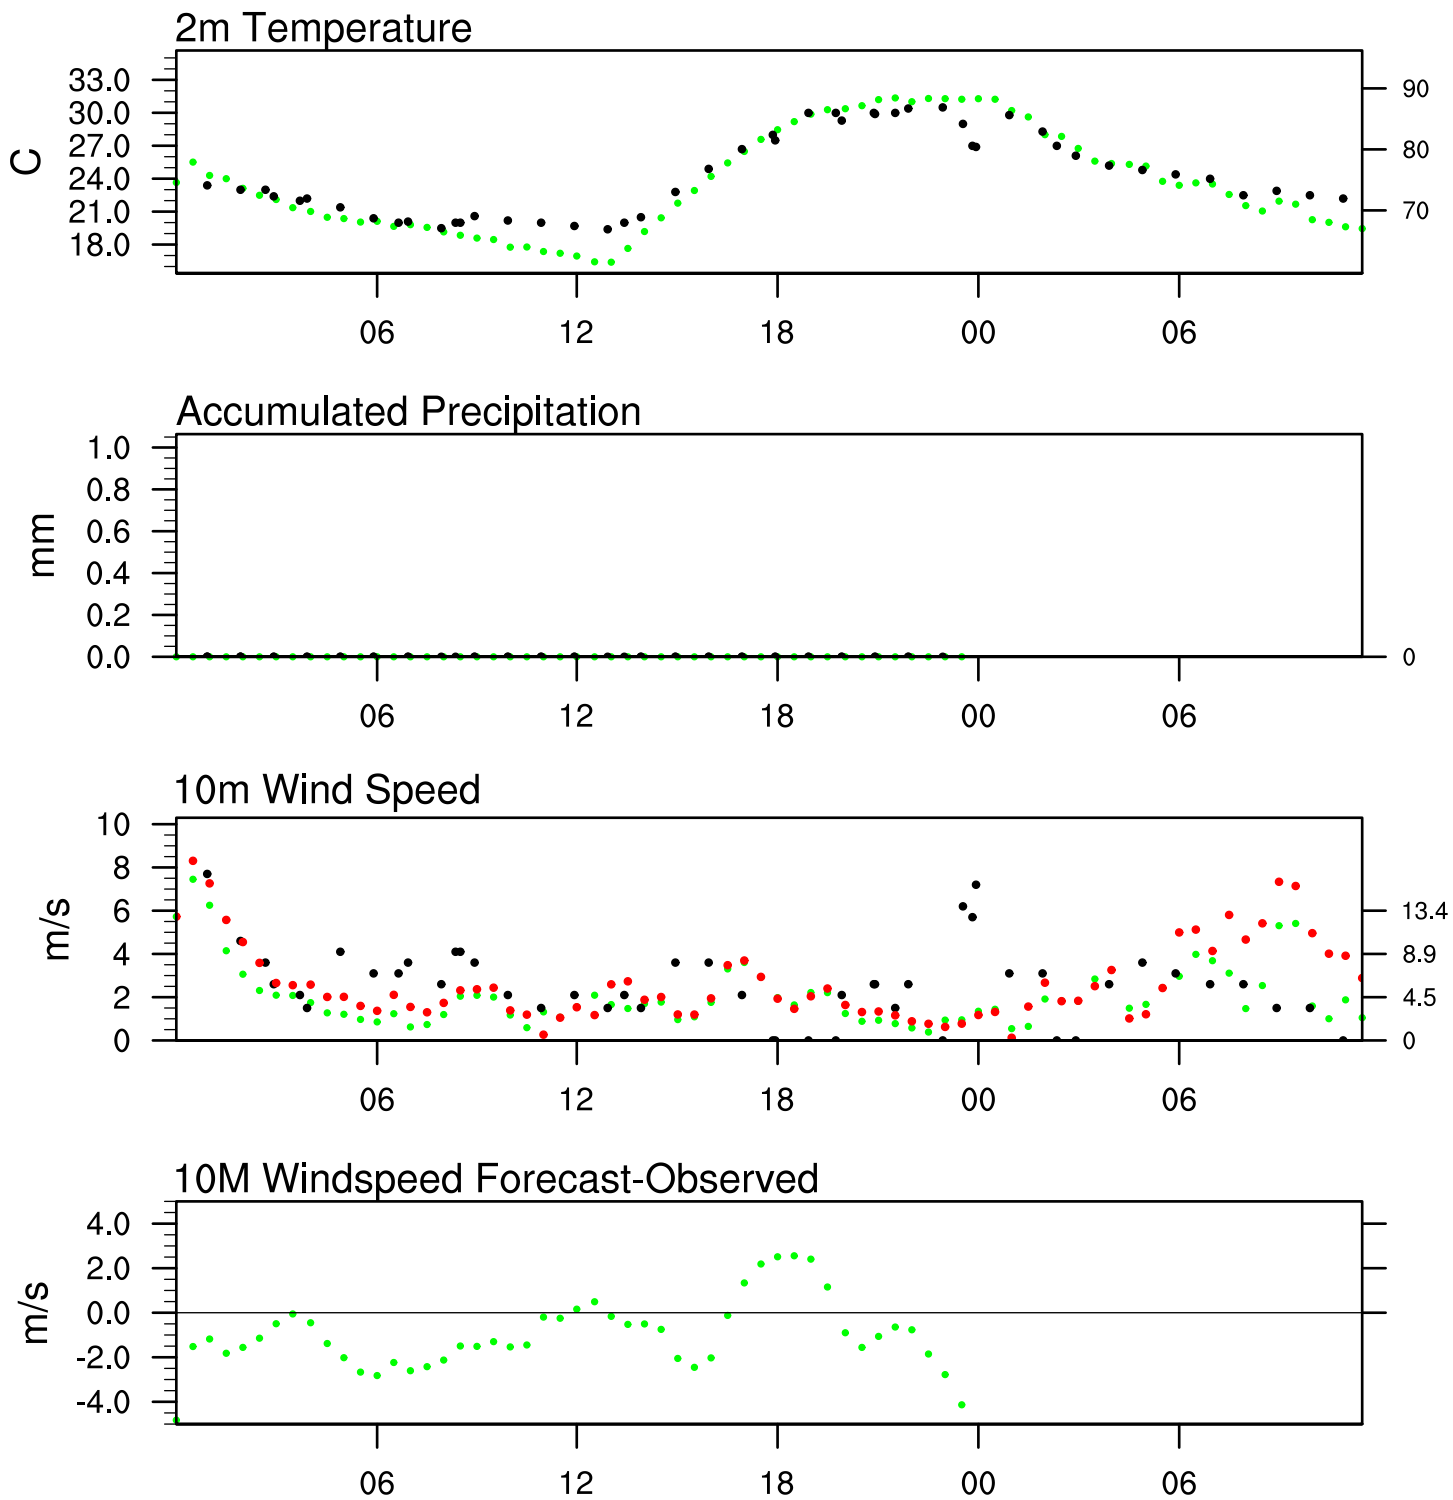 2m Temperature
33.0
30.0
27.0
24.0
21.0
18.0
C
90
80
70
06 12 18 00 06
Accumulated Precipitation
1.0
0.8
0.6
0.4
0.2
0.0
mm
0
06 12 18 00 06
10m Wind Speed
10
8
6
4
2
0
m/s
13.4
8.9
4.5
0
06 12 18 00 06
10M Windspeed Forecast-Observed
4.0
2.0
0.0
-2.0
-4.0
m/s
06 12 18 00 06